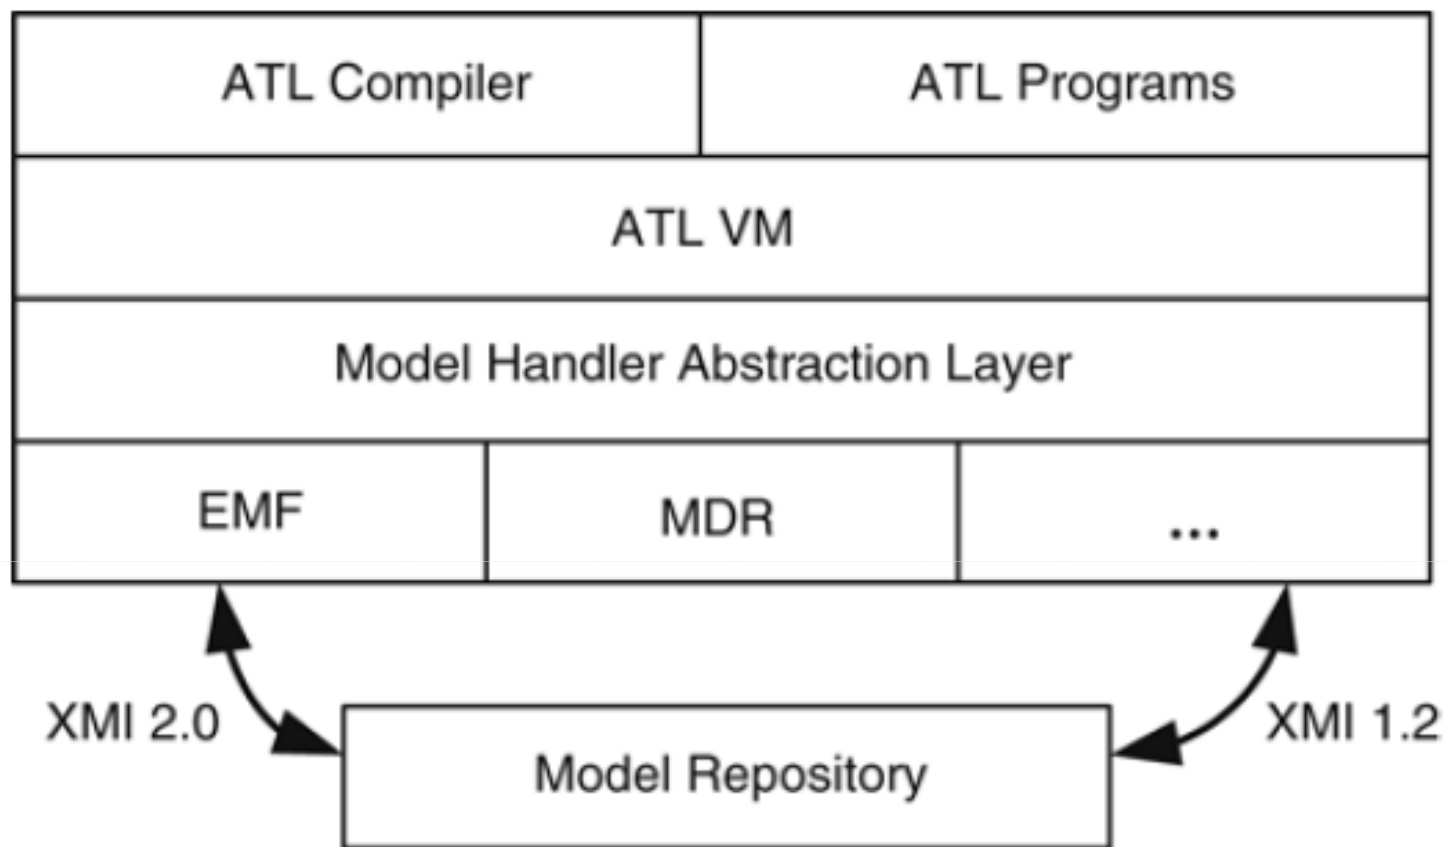 ATL Compiler
ATL Programs
ATL VM
Model Handler Abstraction Layer
EMF
MDR
...
XMI 2.0
XMI 1.2
Model Repository